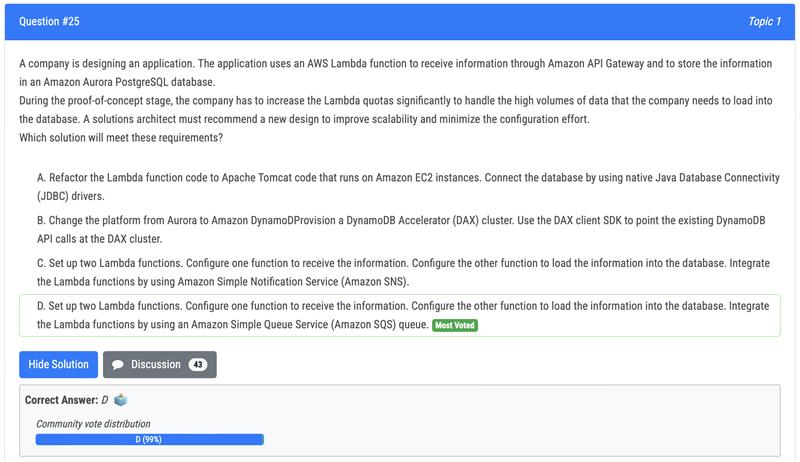 Question #25
Topic 1
A company is designing an application. The application uses an AWS Lambda function to receive information through Amazon API Gateway and to store the information
in an Amazon Aurora PostgreSQL database.
During the proof-of-concept stage, the company has to increase the Lambda quotas significantly to handle the high volumes of data that the company needs to load into
the database. A solutions architect must recommend a new design to improve scalability and minimize the configuration effort.
Which solution will meet these requirements?
A. Refactor the Lambda function code to Apache Tomcat code that runs on Amazon EC2 instances. Connect the database by using native Java Database Connectivity
(JDBC) drivers.
B. Change the platform from Aurora to Amazon DynamoDProvision a DynamoDB Accelerator (DAX) cluster. Use the DAX client SDK to point the existing DynamoDB
API calls at the DAX cluster.
C. Set up two Lambda functions. Configure one function to receive the information. Configure the other function to load the information into the database. Integrate
the Lambda functions by using Amazon Simple Notification Service (Amazon SNS).
D. Set up two Lambda functions. Configure one function to receive the information. Configure the other function to load the information into the database. Integrate
the Lambda functions by using an Amazon Simple Queue Service (Amazon SQS) queue. Most Voted
Hide Solution
Discussion 43
Correct Answer: D
Community vote distribution
D (99%)